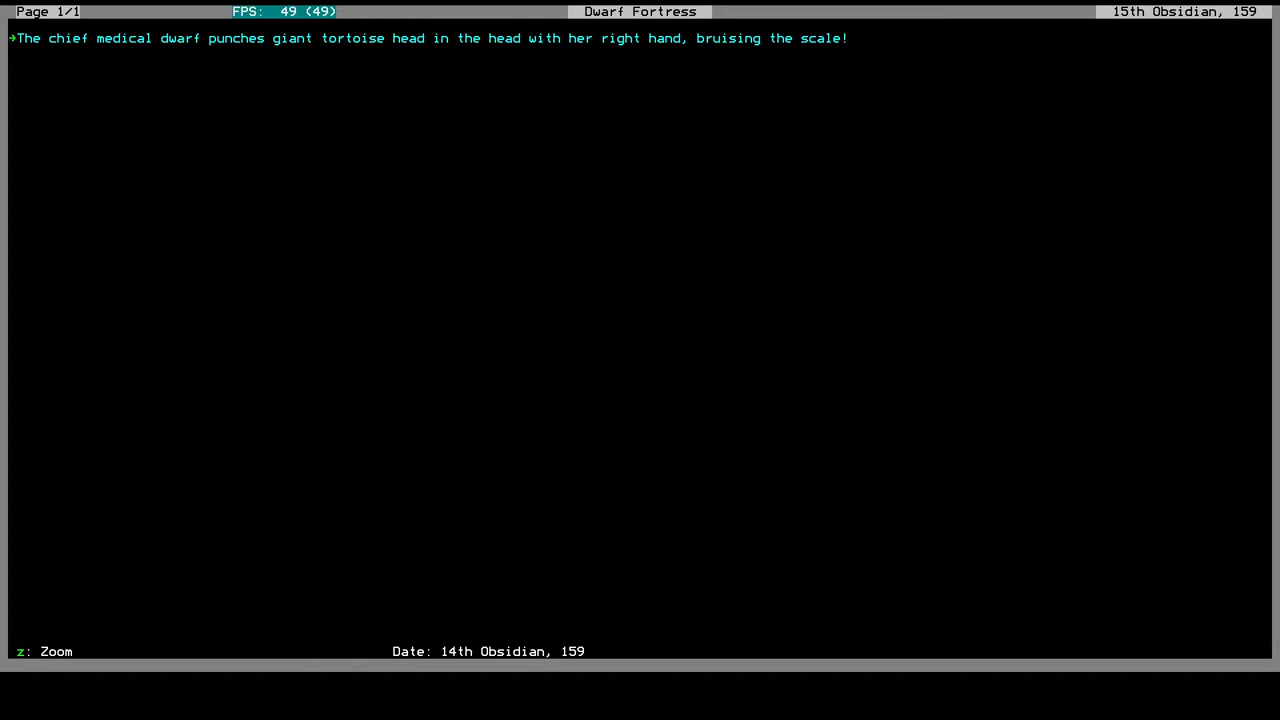 Page 1/1 FPS: 49 (49) Dwarf Fortress 15th Obsidian, 159
→The chief medical dwarf punches giant tortoise head in the head with her right hand, bruising the scale!
z: Zoom Date: 14th Obsidian, 159